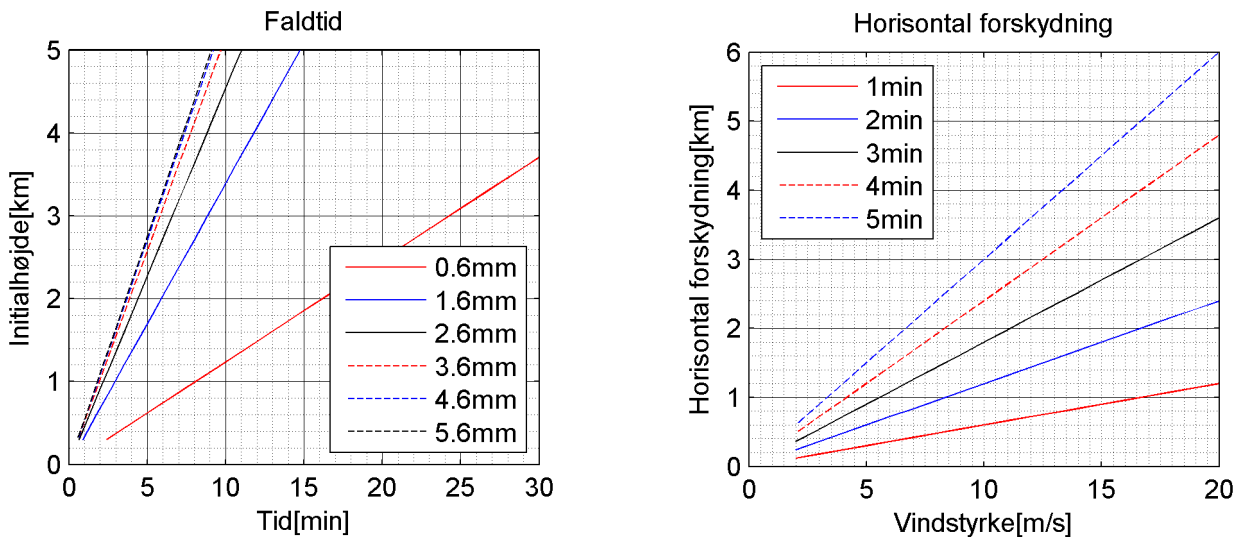 Faldtid
Initialhøjde[km]
5
4
3
2
1
0
0.6mm
1.6mm
2.6mm
3.6mm
4.6mm
5.6mm
0 5 10 15 20 25 30
Tid[min]
Horisontal forskydning
Horisontal forskydning[km]
6
5
4
3
2
1
0
1min
2min
3min
4min
5min
0 5 10 15 20
Vindstyrke[m/s]